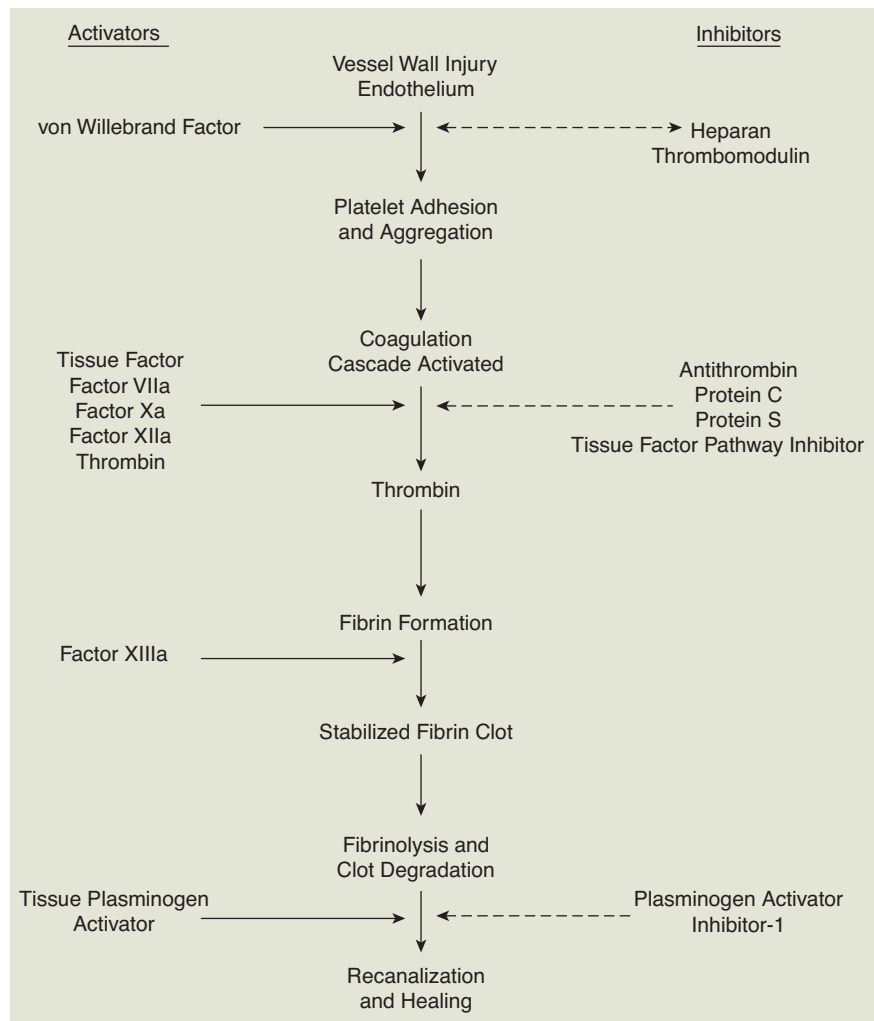 Activators
Inhibitors
Vessel Wall Injury
Endothelium
von Willebrand Factor
Heparan
Thrombomodulin
Platelet Adhesion
and Aggregation
Coagulation
Cascade Activated
Tissue Factor
Factor VIIa
Factor Xa
Factor XIIa
Thrombin
Antithrombin
Protein C
Protein S
Tissue Factor Pathway Inhibitor
Thrombin
Fibrin Formation
Factor XIIIa
Stabilized Fibrin Clot
Fibrinolysis and
Clot Degradation
Tissue Plasminogen
Activator
Plasminogen Activator
Inhibitor-1
Recanalization
and Healing